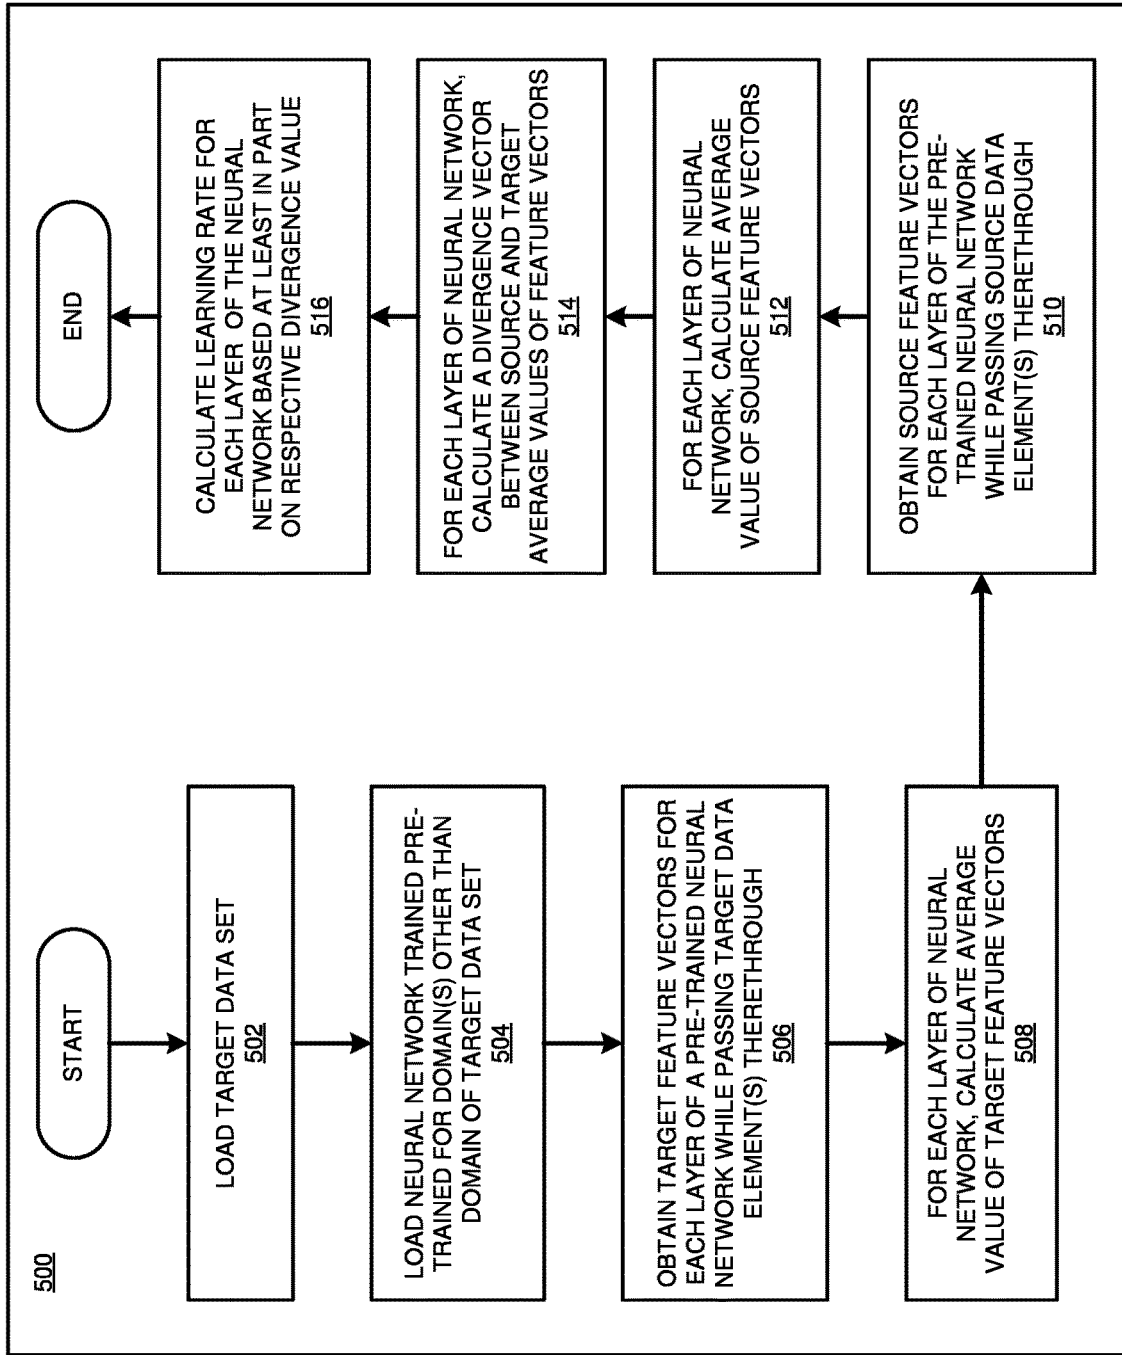 500
START
LOAD TARGET DATA SET
502
LOAD NEURAL NETWORK TRAINED PRE-
TRAINED FOR DOMAIN(S) OTHER THAN
DOMAIN OF TARGET DATA SET
504
OBTAIN TARGET FEATURE VECTORS FOR
EACH LAYER OF A PRE-TRAINED NEURAL
NETWORK WHILE PASSING TARGET DATA
ELEMENT(S) THERETHROUGH
506
FOR EACH LAYER OF NEURAL
NETWORK, CALCULATE AVERAGE
VALUE OF TARGET FEATURE VECTORS
508
OBTAIN SOURCE FEATURE VECTORS
FOR EACH LAYER OF THE PRE-
TRAINED NEURAL NETWORK
WHILE PASSING SOURCE DATA
ELEMENT(S) THERETHROUGH
510
FOR EACH LAYER OF NEURAL
NETWORK, CALCULATE AVERAGE
VALUE OF SOURCE FEATURE VECTORS
512
FOR EACH LAYER OF NEURAL NETWORK,
CALCULATE A DIVERGENCE VECTOR
BETWEEN SOURCE AND TARGET
AVERAGE VALUES OF FEATURE VECTORS
514
CALCULATE LEARNING RATE FOR
EACH LAYER OF THE NEURAL
NETWORK BASED AT LEAST IN PART
ON RESPECTIVE DIVERGENCE VALUE
516
END